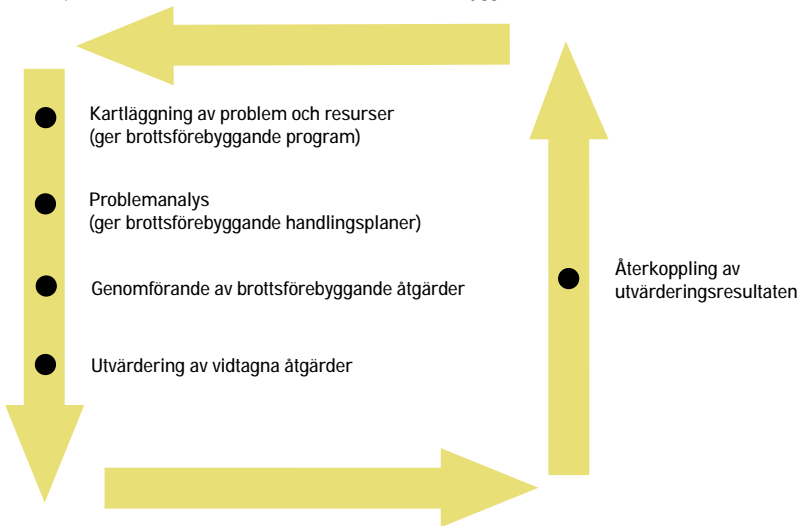 Kartläggning av problem och resurser
(ger brottsförebyggande program)
Problemanalys
(ger brottsförebyggande handlingsplaner)
Genomförande av brottsförebyggande åtgärder
Utvärdering av vidtagna åtgärder
Återkoppling av
utvärderingsresultaten